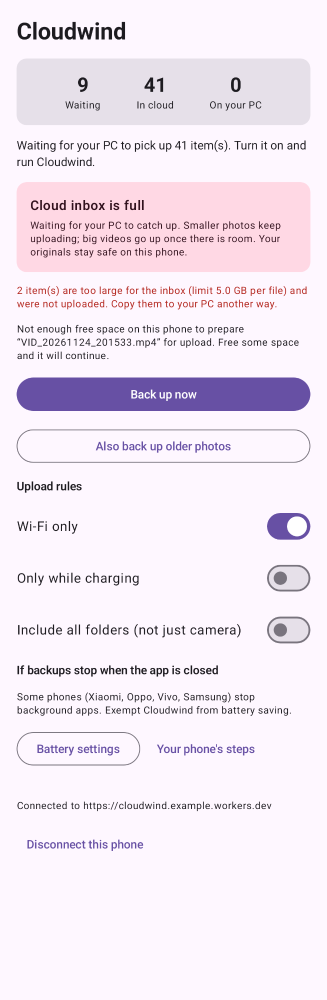 Cloudwind
9 41 0
Waiting In cloud On your PC
Waiting for your PC to pick up 41 item(s). Turn it on and
run Cloudwind.
Cloud inbox is full
Waiting for your PC to catch up. Smaller photos keep
uploading; big videos go up once there is room. Your
originals stay safe on this phone.
2 item(s) are too large for the inbox (limit 5.0 GB per file) and
were not uploaded. Copy them to your PC another way.
Not enough free space on this phone to prepare
“VID_20261124_201533.mp4” for upload. Free some space
and it will continue.
Back up now
Also back up older photos
Upload rules
Wi-Fi only
Only while charging
Include all folders (not just camera)
If backups stop when the app is closed
Some phones (Xiaomi, Oppo, Vivo, Samsung) stop
background apps. Exempt Cloudwind from battery saving.
Battery settings Your phone's steps
Connected to https://cloudwind.example.workers.dev
Disconnect this phone